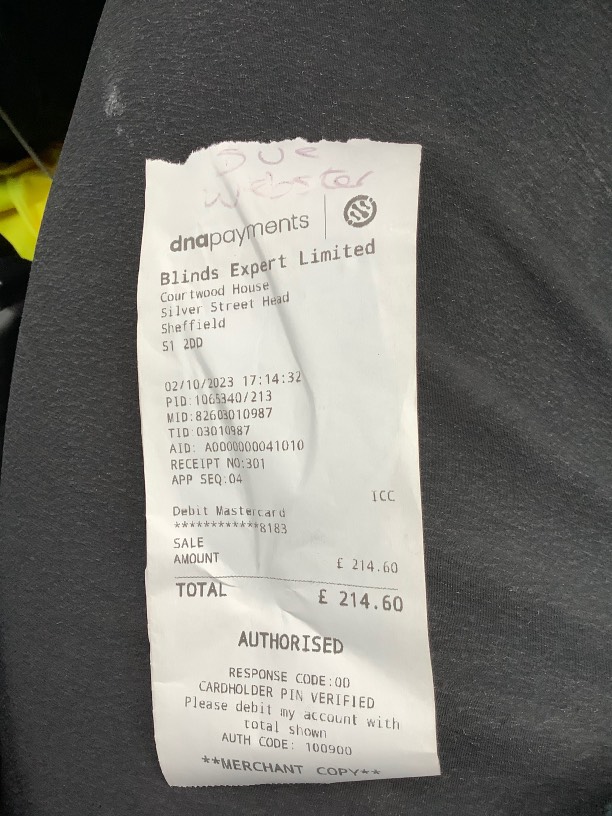 Sue
Webster
dnapayments
Blinds Expert Limited
Courtwood House
Silver Street Head
Sheffield
S1 2DD
02/10/2023 17:14:32
PID:1065340/213
MID:82603010987
TID:03010987
AID: A0000000041010
RECEIPT NO:301
APP SEQ:04
ICC
Debit Mastercard
************8183
SALE
AMOUNT £ 214.60
TOTAL £ 214.60
AUTHORISED
RESPONSE CODE:00
CARDHOLDER PIN VERIFIED
Please debit my account with
total shown
AUTH CODE: 100900
**MERCHANT COPY**